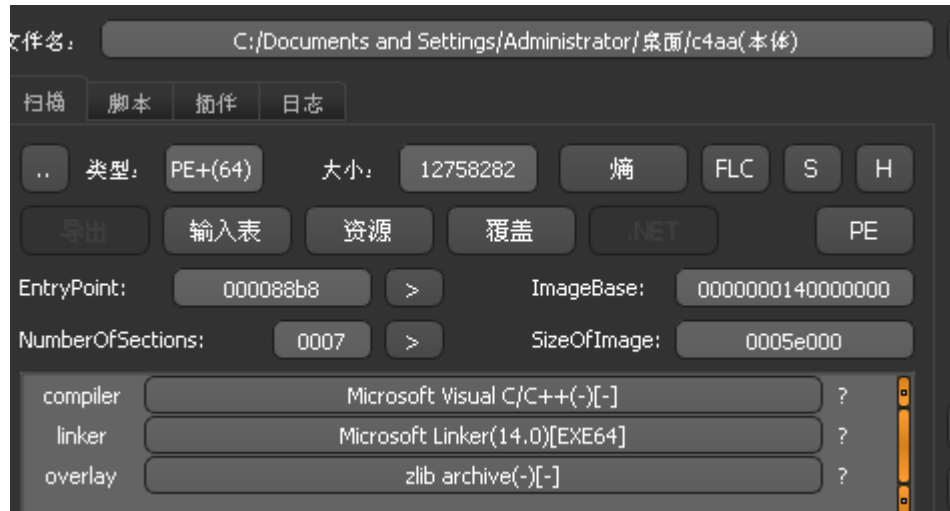 文件名: C:/Documents and Settings/Administrator/桌面/c4aa(本体)
扫描 脚本 插件 日志
.. 类型: PE+(64) 大小: 12758282 熵 FLC S H
导出 输入表 资源 覆盖 .NET PE
EntryPoint: 000088b8 > ImageBase: 0000000140000000
NumberOfSections: 0007 > SizeOfImage: 0005e000
compiler Microsoft Visual C/C++(-)[-] ?
linker Microsoft Linker(14.0)[EXE64] ?
overlay zlib archive(-)[-] ?